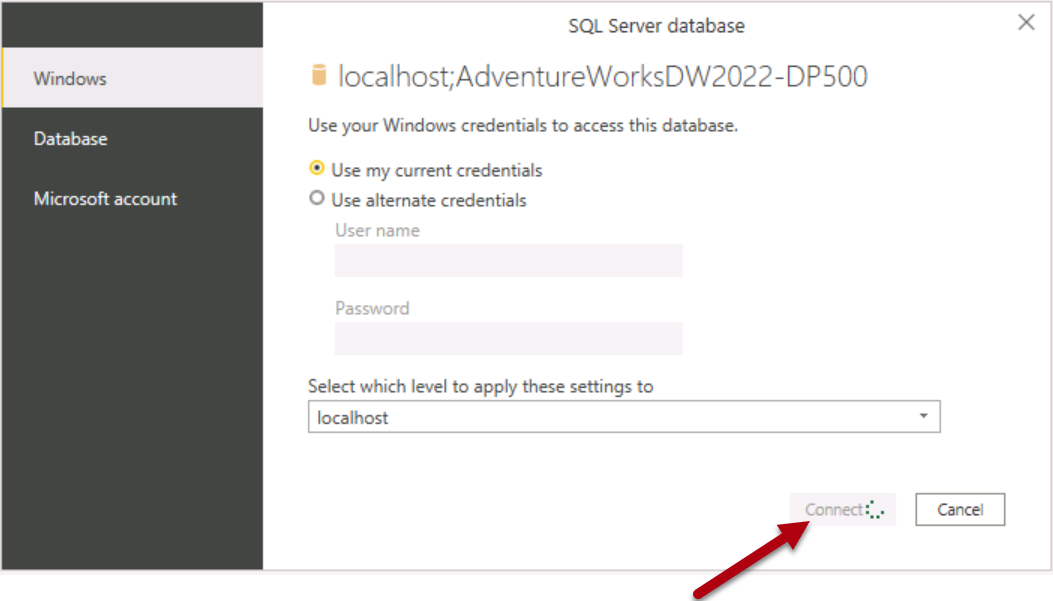 SQL Server database
Windows
Database
Microsoft account
localhost;AdventureWorksDW2022-DP500
Use your Windows credentials to access this database.
Use my current credentials
Use alternate credentials
User name
Password
Select which level to apply these settings to
localhost
Connect
Cancel